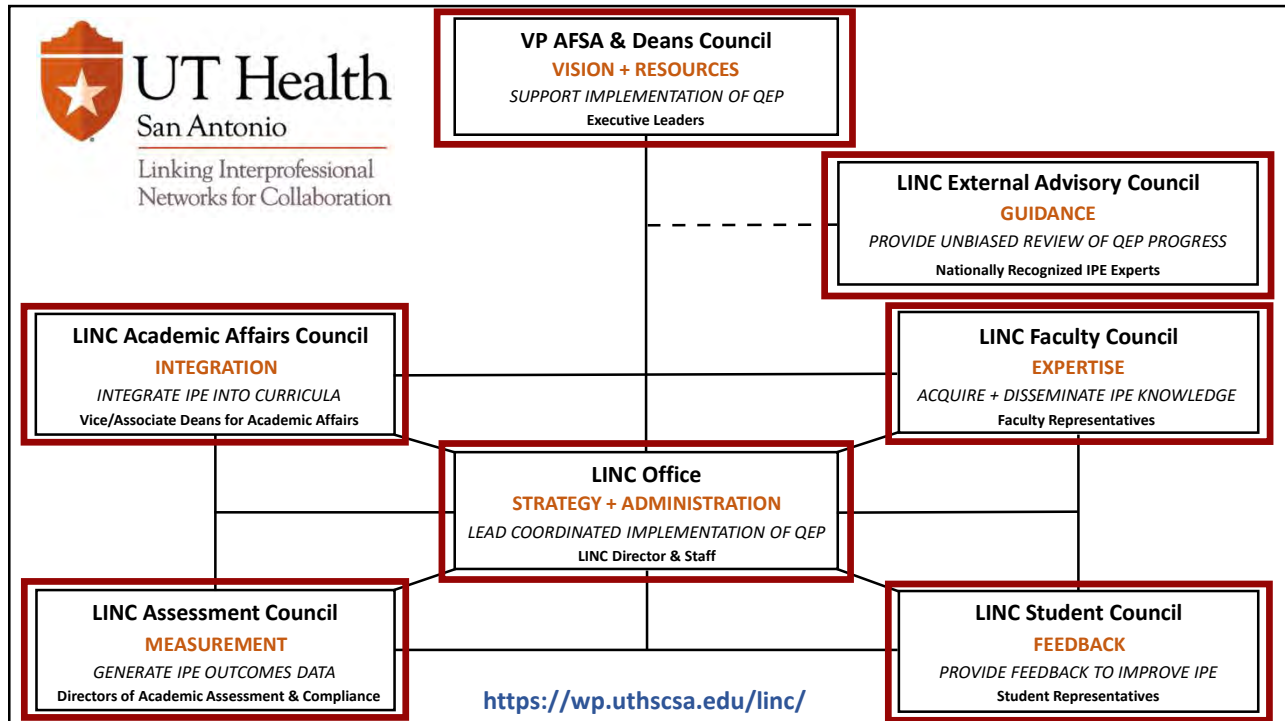 UT Health
San Antonio
Linking Interprofessional
Networks for Collaboration
VP AFSA & Deans Council
VISION + RESOURCES
SUPPORT IMPLEMENTATION OF QEP
Executive Leaders
LINC External Advisory Council
GUIDANCE
PROVIDE UNBIASED REVIEW OF QEP PROGRESS
Nationally Recognized IPE Experts
LINC Academic Affairs Council
INTEGRATION
INTEGRATE IPE INTO CURRICULA
Vice/Associate Deans for Academic Affairs
LINC Faculty Council
EXPERTISE
ACQUIRE + DISSEMINATE IPE KNOWLEDGE
Faculty Representatives
LINC Office
STRATEGY + ADMINISTRATION
LEAD COORDINATED IMPLEMENTATION OF QEP
LINC Director & Staff
LINC Assessment Council
MEASUREMENT
GENERATE IPE OUTCOMES DATA
Directors of Academic Assessment & Compliance
LINC Student Council
FEEDBACK
PROVIDE FEEDBACK TO IMPROVE IPE
Student Representatives
https://wp.uthscsa.edu/linc/